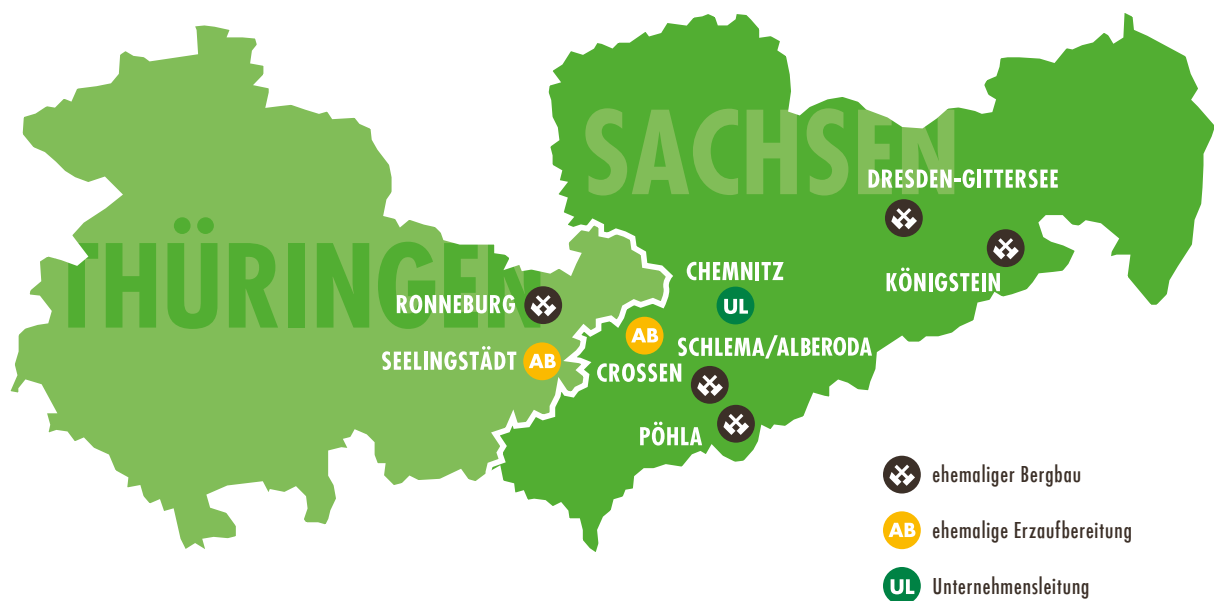 SACHSEN
DRESDEN-GITTERSEE
THÜRINGEN
CHEMNITZ
KÖNIGSTEIN
RONNEBURG
UL
AB
SCHLEMA/ALBERODA
SEELINGSTÄDT
AB
CROSSEN
PÖHLA
ehemaliger Bergbau
AB ehemalige Erzaufbereitung
UL Unternehmensleitung